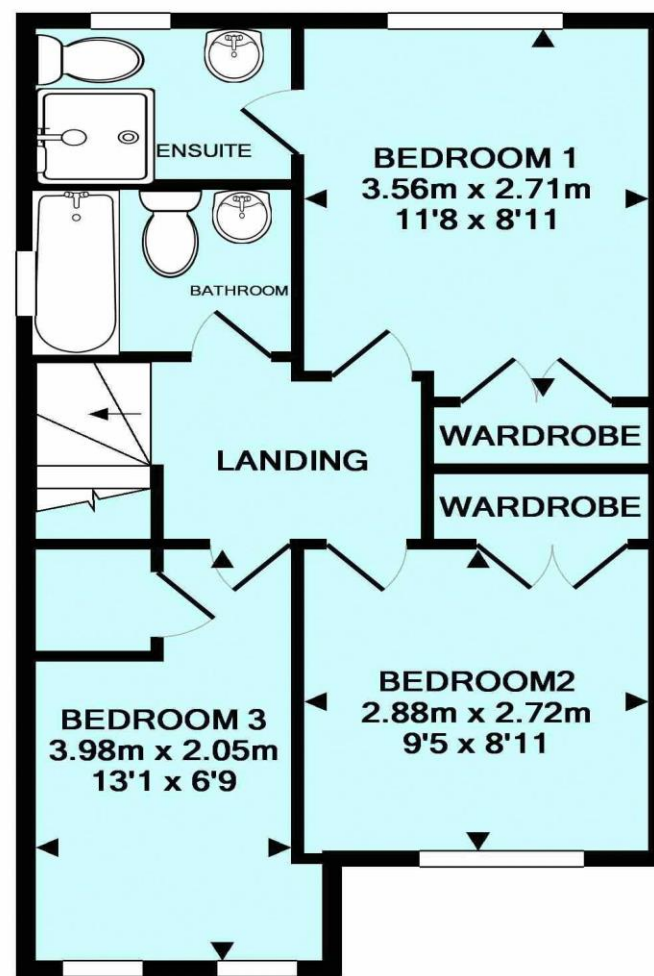 ENSUITE
BEDROOM 1
3.56m x 2.71m
11'8 x 8'11
BATHROOM
WARDROBE
LANDING
WARDROBE
BEDROOM 3
3.98m x 2.05m
13'1 x 6'9
BEDROOM2
2.88m x 2.72m
9'5 x 8'11